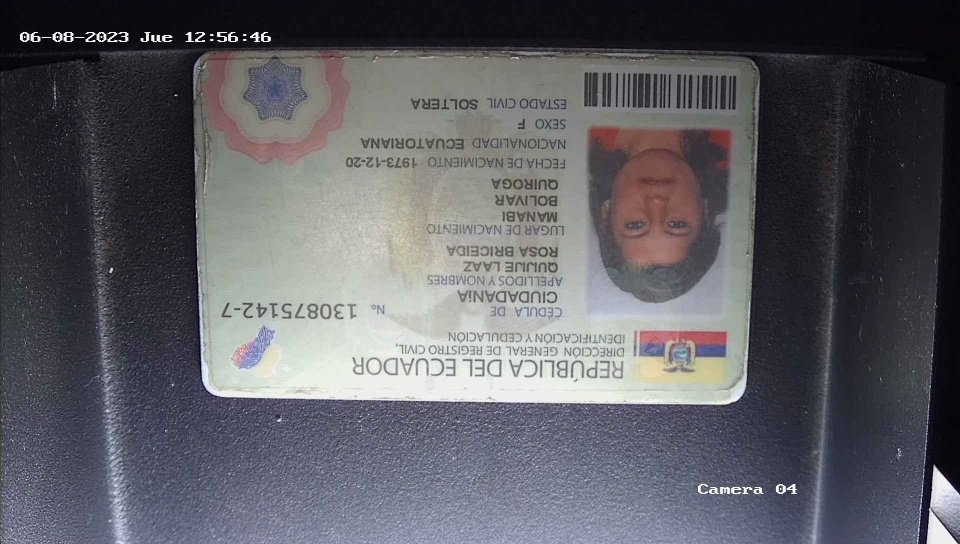 06-08-2023 Jue 12:56:46
REPÚBLICA DEL ECUADOR
DIRECCIÓN GENERAL DE REGISTRO CIVIL,
IDENTIFICACIÓN Y CEDULACIÓN
CÉDULA DE
CIUDADANÍA
No. 130875142-7
APELLIDOS Y NOMBRES
QUIJIJE LAAZ
ROSA BRICEIDA
LUGAR DE NACIMIENTO
MANABI
BOLIVAR
QUIROGA
FECHA DE NACIMIENTO 1973-12-20
NACIONALIDAD ECUATORIANA
SEXO F
ESTADO CIVIL SOLTERA
Camera 04